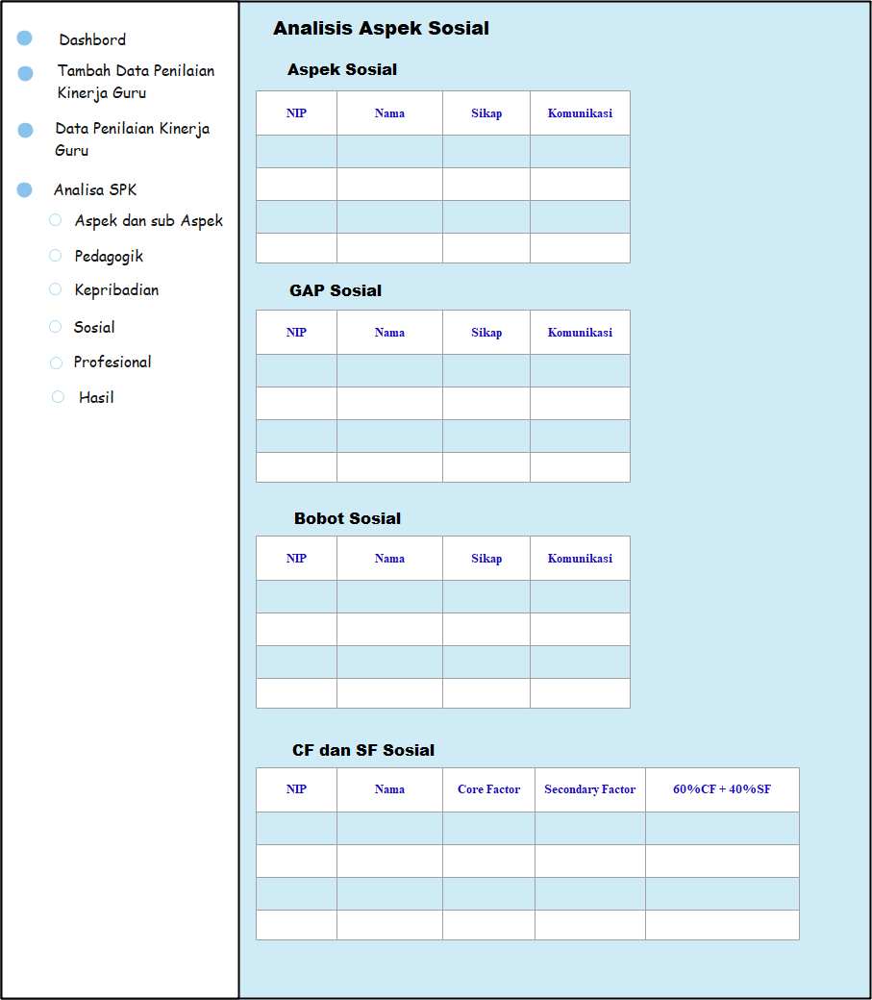 Dashbord
Tambah Data Penilaian
Kinerja Guru
Data Penilaian Kinerja
Guru
Analisa SPK
Aspek dan sub Aspek
Pedagogik
Kepribadian
Sosial
Profesional
Hasil
Analisis Aspek Sosial
Aspek Sosial
NIP Nama Sikap Komunikasi
GAP Sosial
NIP Nama Sikap Komunikasi
Bobot Sosial
NIP Nama Sikap Komunikasi
CF dan SF Sosial
NIP Nama Core Factor Secondary Factor 60%CF + 40%SF